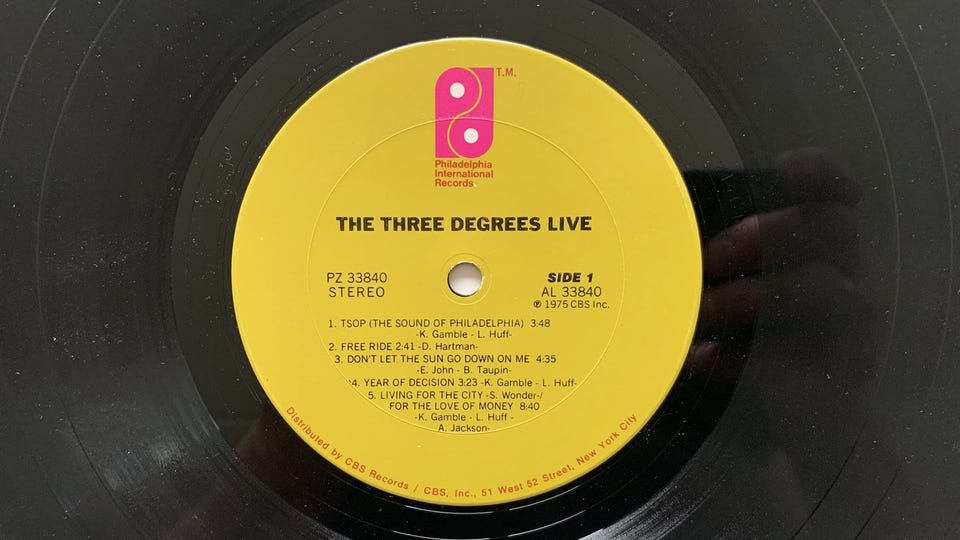 T.M.
Philadelphia
International
Records
THE THREE DEGREES LIVE
PZ 33840
STEREO
SIDE 1
AL 33840
℗ 1975 CBS Inc.
1. TSOP (THE SOUND OF PHILADELPHIA) 3:48
-K. Gamble - L. Huff-
2. FREE RIDE 2:41 -D. Hartman-
3. DON'T LET THE SUN GO DOWN ON ME 4:35
-E. John - B. Taupin-
4. YEAR OF DECISION 3:23 -K. Gamble - L. Huff-
5. LIVING FOR THE CITY -S. Wonder-/
FOR THE LOVE OF MONEY 8:40
-K. Gamble - L. Huff -
A. Jackson-
Distributed by CBS Records / CBS, Inc., 51 West 52 Street, New York City